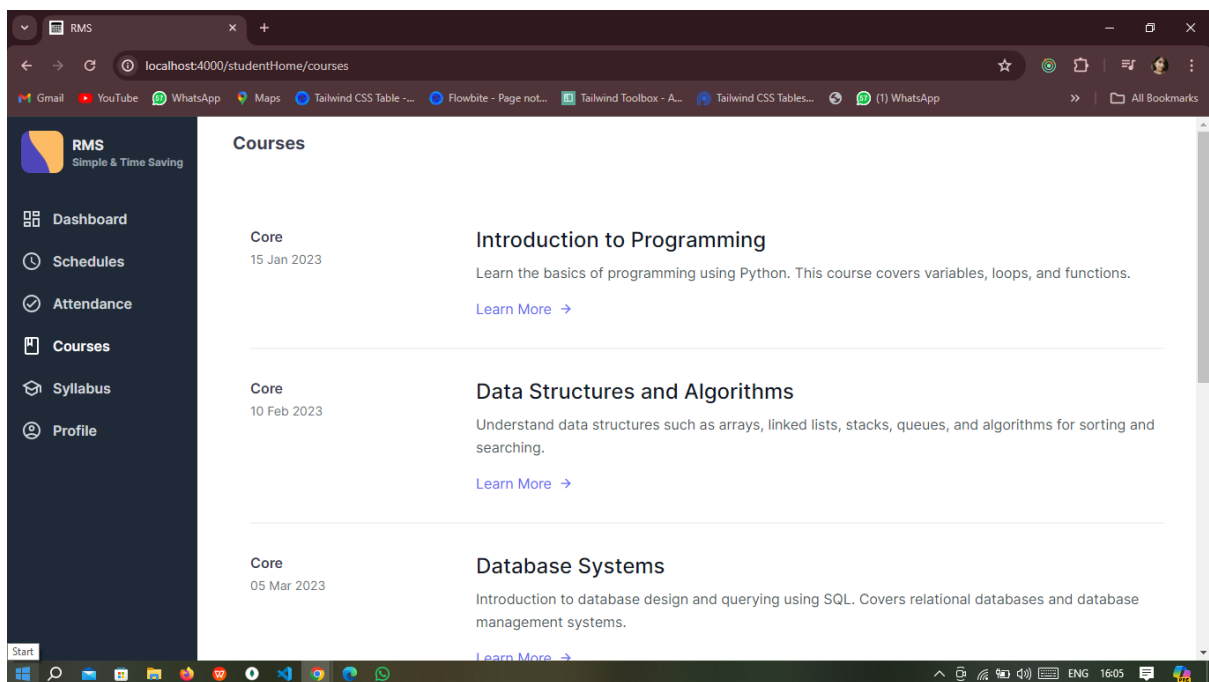 RMS
localhost:4000/studentHome/courses
Gmail YouTube WhatsApp Maps Tailwind CSS Table -... Flowbite - Page not... Tailwind Toolbox - A... Tailwind CSS Tables... (1) WhatsApp All Bookmarks
RMS
Simple & Time Saving
Dashboard
Schedules
Attendance
Courses
Syllabus
Profile
Courses
Core
15 Jan 2023
Introduction to Programming
Learn the basics of programming using Python. This course covers variables, loops, and functions.
Learn More →
Core
10 Feb 2023
Data Structures and Algorithms
Understand data structures such as arrays, linked lists, stacks, queues, and algorithms for sorting and
searching.
Learn More →
Core
05 Mar 2023
Database Systems
Introduction to database design and querying using SQL. Covers relational databases and database
management systems.
Learn More →
Start
ENG 16:05